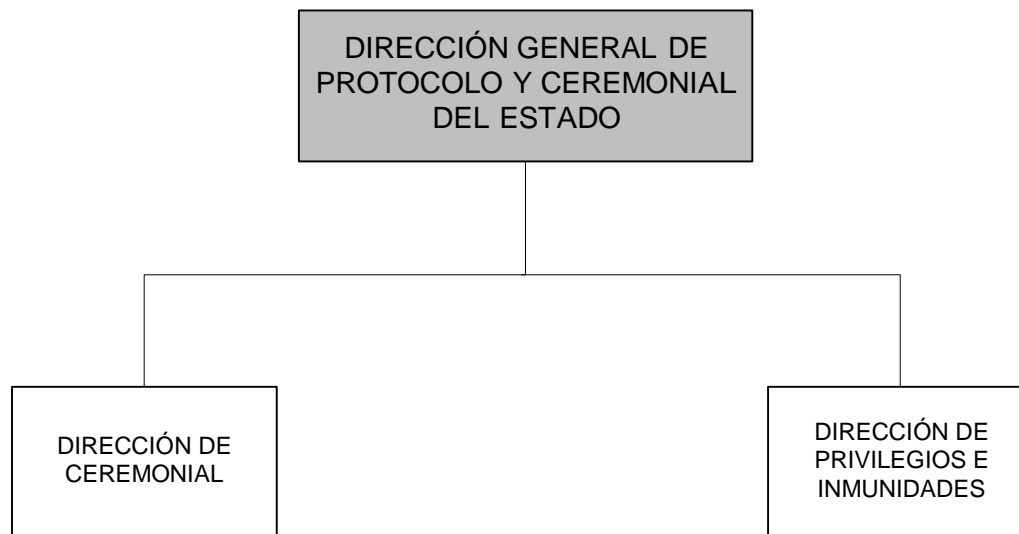 DIRECCIÓN GENERAL DE
PROTOCOLO Y CEREMONIAL
DEL ESTADO
DIRECCIÓN DE
CEREMONIAL
DIRECCIÓN DE
PRIVILEGIOS E
INMUNIDADES